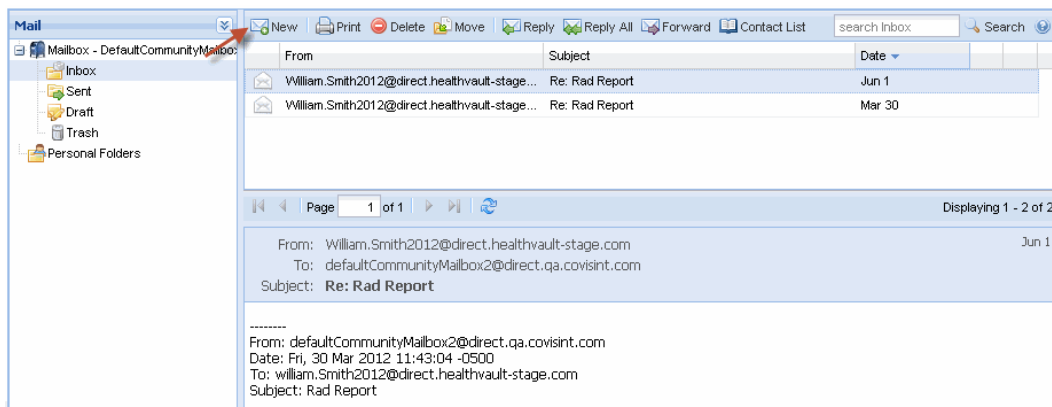 Mail
Mailbox - DefaultCommunityMailbo
Inbox
Sent
Draft
Trash
Personal Folders
New Print Delete Move Reply Reply All Forward Contact List search Inbox Search
From Subject Date
William.Smith2012@direct.healthvault-stage... Re: Rad Report Jun 1
William.Smith2012@direct.healthvault-stage... Re: Rad Report Mar 30
Page 1 of 1 Displaying 1 - 2 of 2
From: William.Smith2012@direct.healthvault-stage.com Jun 1
To: defaultCommunityMailbox2@direct.qa.covisint.com
Subject: Re: Rad Report
--------
From: defaultCommunityMailbox2@direct.qa.covisint.com
Date: Fri, 30 Mar 2012 11:43:04 -0500
To: william.Smith2012@direct.healthvault-stage.com
Subject: Rad Report